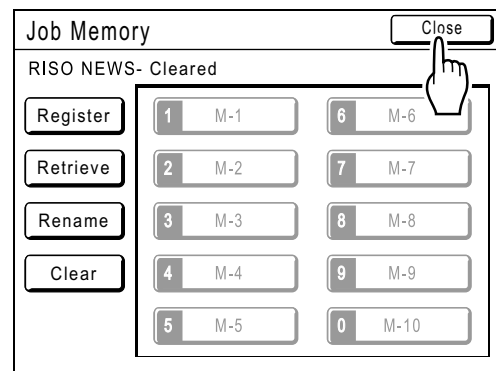 Job Memory
Close
RISO NEWS- Cleared
Register
1 M-1
6 M-6
Retrieve
2 M-2
7 M-7
Rename
3 M-3
8 M-8
Clear
4 M-4
9 M-9
5 M-5
0 M-10